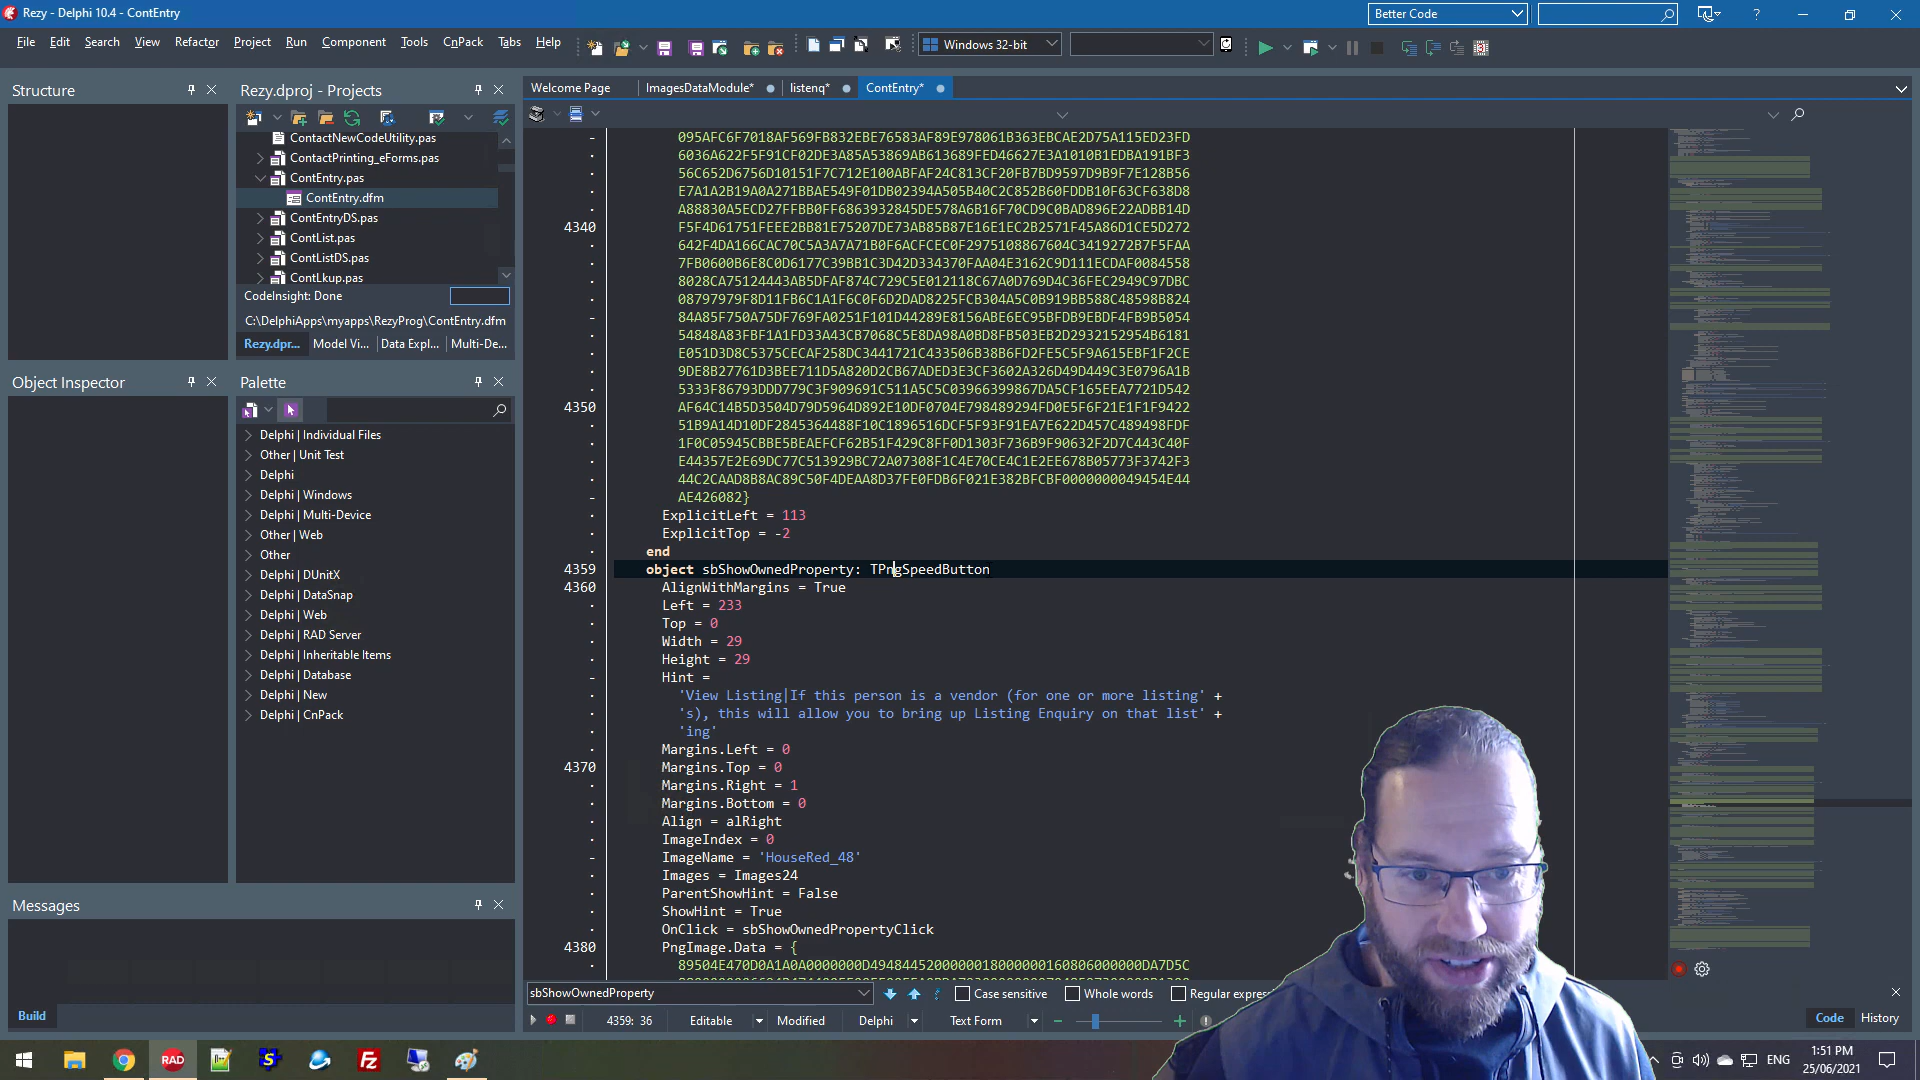 Rezy - Delphi 10.4 - ContEntry
Better Code
?
File Edit Search View Refactor Project Run Component Tools CnPack Tabs Help
Windows 32-bit
Structure
Rezy.dproj - Projects
ContactNewCodeUtility.pas
ContactPrinting_eForms.pas
ContEntry.pas
ContEntry.dfm
ContEntryDS.pas
ContList.pas
ContListDS.pas
ContLkup.pas
CodeInsight: Done
C:\DelphiApps\myapps\RezyProg\ContEntry.dfm
Rezy.dpr... Model Vi... Data Expl... Multi-De...
Object Inspector
Palette
Delphi | Individual Files
Other | Unit Test
Delphi
Delphi | Windows
Delphi | Multi-Device
Other | Web
Other
Delphi | DUnitX
Delphi | DataSnap
Delphi | Web
Delphi | RAD Server
Delphi | Inheritable Items
Delphi | Database
Delphi | New
Delphi | CnPack
Messages
Build
Welcome Page ImagesDataModule* listenq* ContEntry*
095AFC6F7018AF569FB832EBE76583AF89E978061B363EBCAE2D75A115ED23FD
6036A622F5F91CF02DE3A85A53869AB613689FED46627E3A1010B1EDBA191BF3
56C652D6756D10151F7C712E100ABFAF24C813CF20FB7BD9597D9B9F7E128B56
E7A1A2B19A0A271BBAE549F01DB02394A505B40C2C852B60FDDB10F63CF638D8
A88830A5ECD27FFBB0FF6863932845DE578A6B16F70CD9C0BAD896E22ADBB14D
4340 F5F4D61751FEEE2BB81E75207DE73AB85B87E16E1EC2B2571F45A86D1CE5D272
642F4DA166CAC70C5A3A7A71B0F6ACFCEC0F2975108867604C3419272B7F5FAA
7FB0600B6E8C0D6177C39BB1C3D42D334370FAA04E3162C9D111ECDAF0084558
8028CA75124443AB5DFAF874C729C5E012118C67A0D769D4C36FEC2949C97DBC
08797979F8D11FB6C1A1F6C0F6D2DAD8225FCB304A5C0B919BB588C48598B824
84A85F750A75DF769FA0251F101D44289E8156ABE6EC95BFDB9EBDF4FB9B5054
54848A83FBF1A1FD33A43CB7068C5E8DA98A0BD8FB503EB2D2932152954B6181
E051D3D8C5375CECAF258DC3441721C433506B38B6FD2FE5C5F9A615EBF1F2CE
9DE8B27761D3BEE711D5A820D2CB67ADED3E3CF3602A326D49D449C3E0796A1B
5333F86793DDD779C3F909691C511A5C5C03966399867DA5CF165EEA7721D542
4350 AF64C14B5D3504D79D5964D892E10DF0704E798489294FD0E5F6F21E1F1F9422
51B9A14D10DF2845364488F10C1896516DCF5F93F91EA7E622D457C489498FDF
1F0C05945CBBE5BEAEFCF62B51F429C8FF0D1303F736B9F90632F2D7C443C40F
E44357E2E69DC77C513929BC72A07308F1C4E70CE4C1E2EE678B05773F3742F3
44C2CAAD8B8AC89C50F4DEAA8D37FE0FDB6F021E382BFCBF0000000049454E44
AE426082}
ExplicitLeft = 113
ExplicitTop = -2
end
4359 object sbShowOwnedProperty: TPngSpeedButton
4360 AlignWithMargins = True
Left = 233
Top = 0
Width = 29
Height = 29
Hint =
'View Listing|If this person is a vendor (for one or more listing' +
's), this will allow you to bring up Listing Enquiry on that list' +
'ing'
Margins.Left = 0
4370 Margins.Top = 0
Margins.Right = 1
Margins.Bottom = 0
Align = alRight
ImageIndex = 0
ImageName = 'HouseRed_48'
Images = Images24
ParentShowHint = False
ShowHint = True
OnClick = sbShowOwnedPropertyClick
4380 PngImage.Data = {
89504E470D0A1A0A0000000D4948445200000018000000160806000000DA7D5C
sbShowOwnedProperty Case sensitive Whole words Regular expres
4359: 36 Editable Modified Delphi Text Form
Code History
RAD
ENG
1:51 PM
25/06/2021